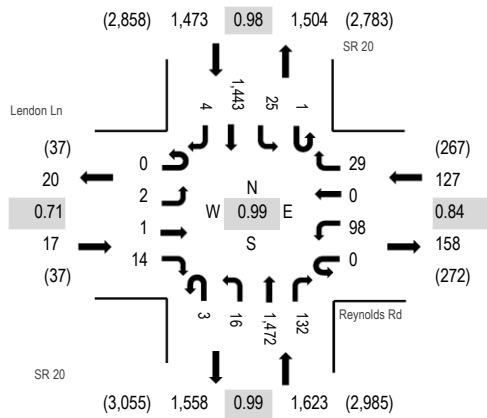 (2,858) 1,473 0.98 1,504 (2,783)
SR 20
4 1,443 25 1
Lendon Ln
(37) 0 29 (267)
20 2 N 0 127
0.71 1 W 0.99 E 98 0.84
17 14 S 0 158
(37) (272)
3 16 1,472 132
Reynolds Rd
SR 20
(3,055) 1,558 0.99 1,623 (2,985)